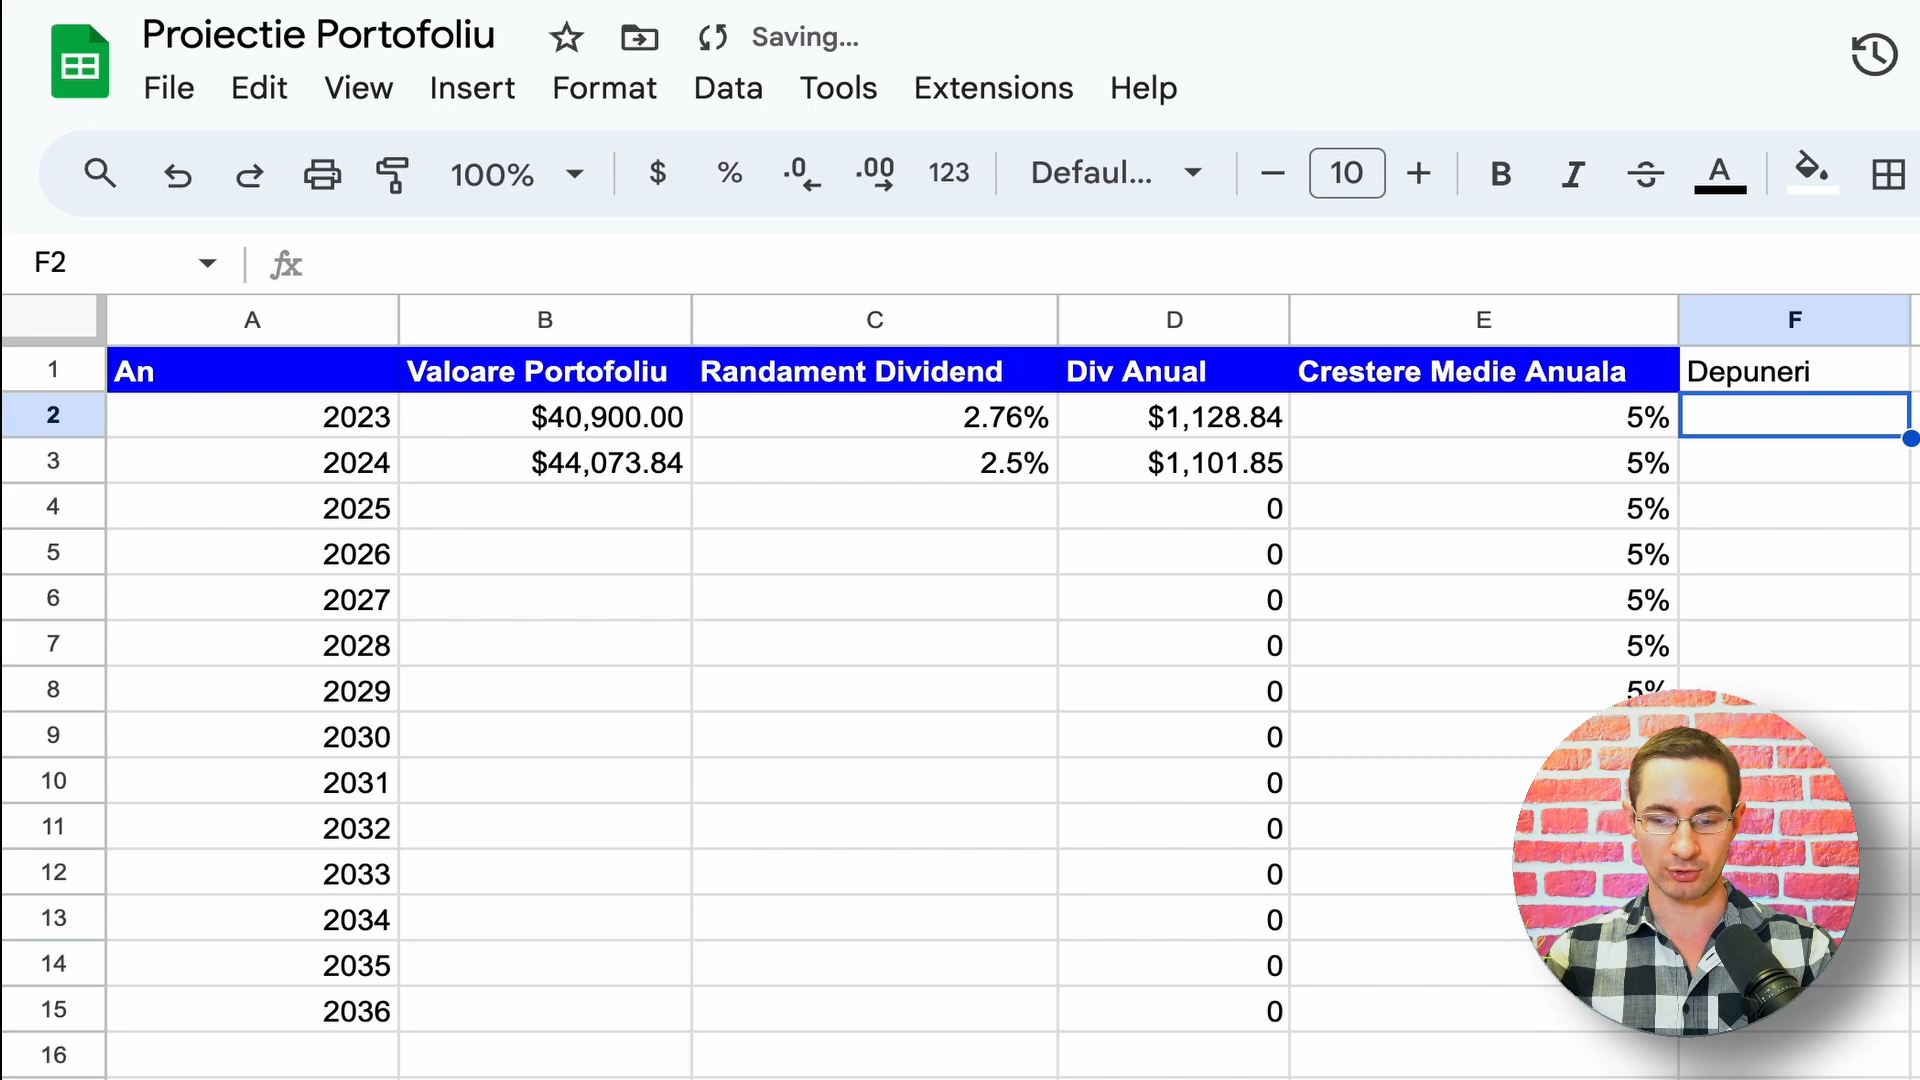 Proiectie Portofoliu Saving...
File Edit View Insert Format Data Tools Extensions Help
100% $ % .0 .00 123 Defaul... 10 B I S A
F2 fx
A B C D E F
1 An Valoare Portofoliu Randament Dividend Div Anual Crestere Medie Anuala Depuneri
2 2023 $40,900.00 2.76% $1,128.84 5%
3 2024 $44,073.84 2.5% $1,101.85 5%
4 2025 0 5%
5 2026 0 5%
6 2027 0 5%
7 2028 0 5%
8 2029 0 5%
9 2030 0
10 2031 0
11 2032 0
12 2033 0
13 2034 0
14 2035 0
15 2036 0
16